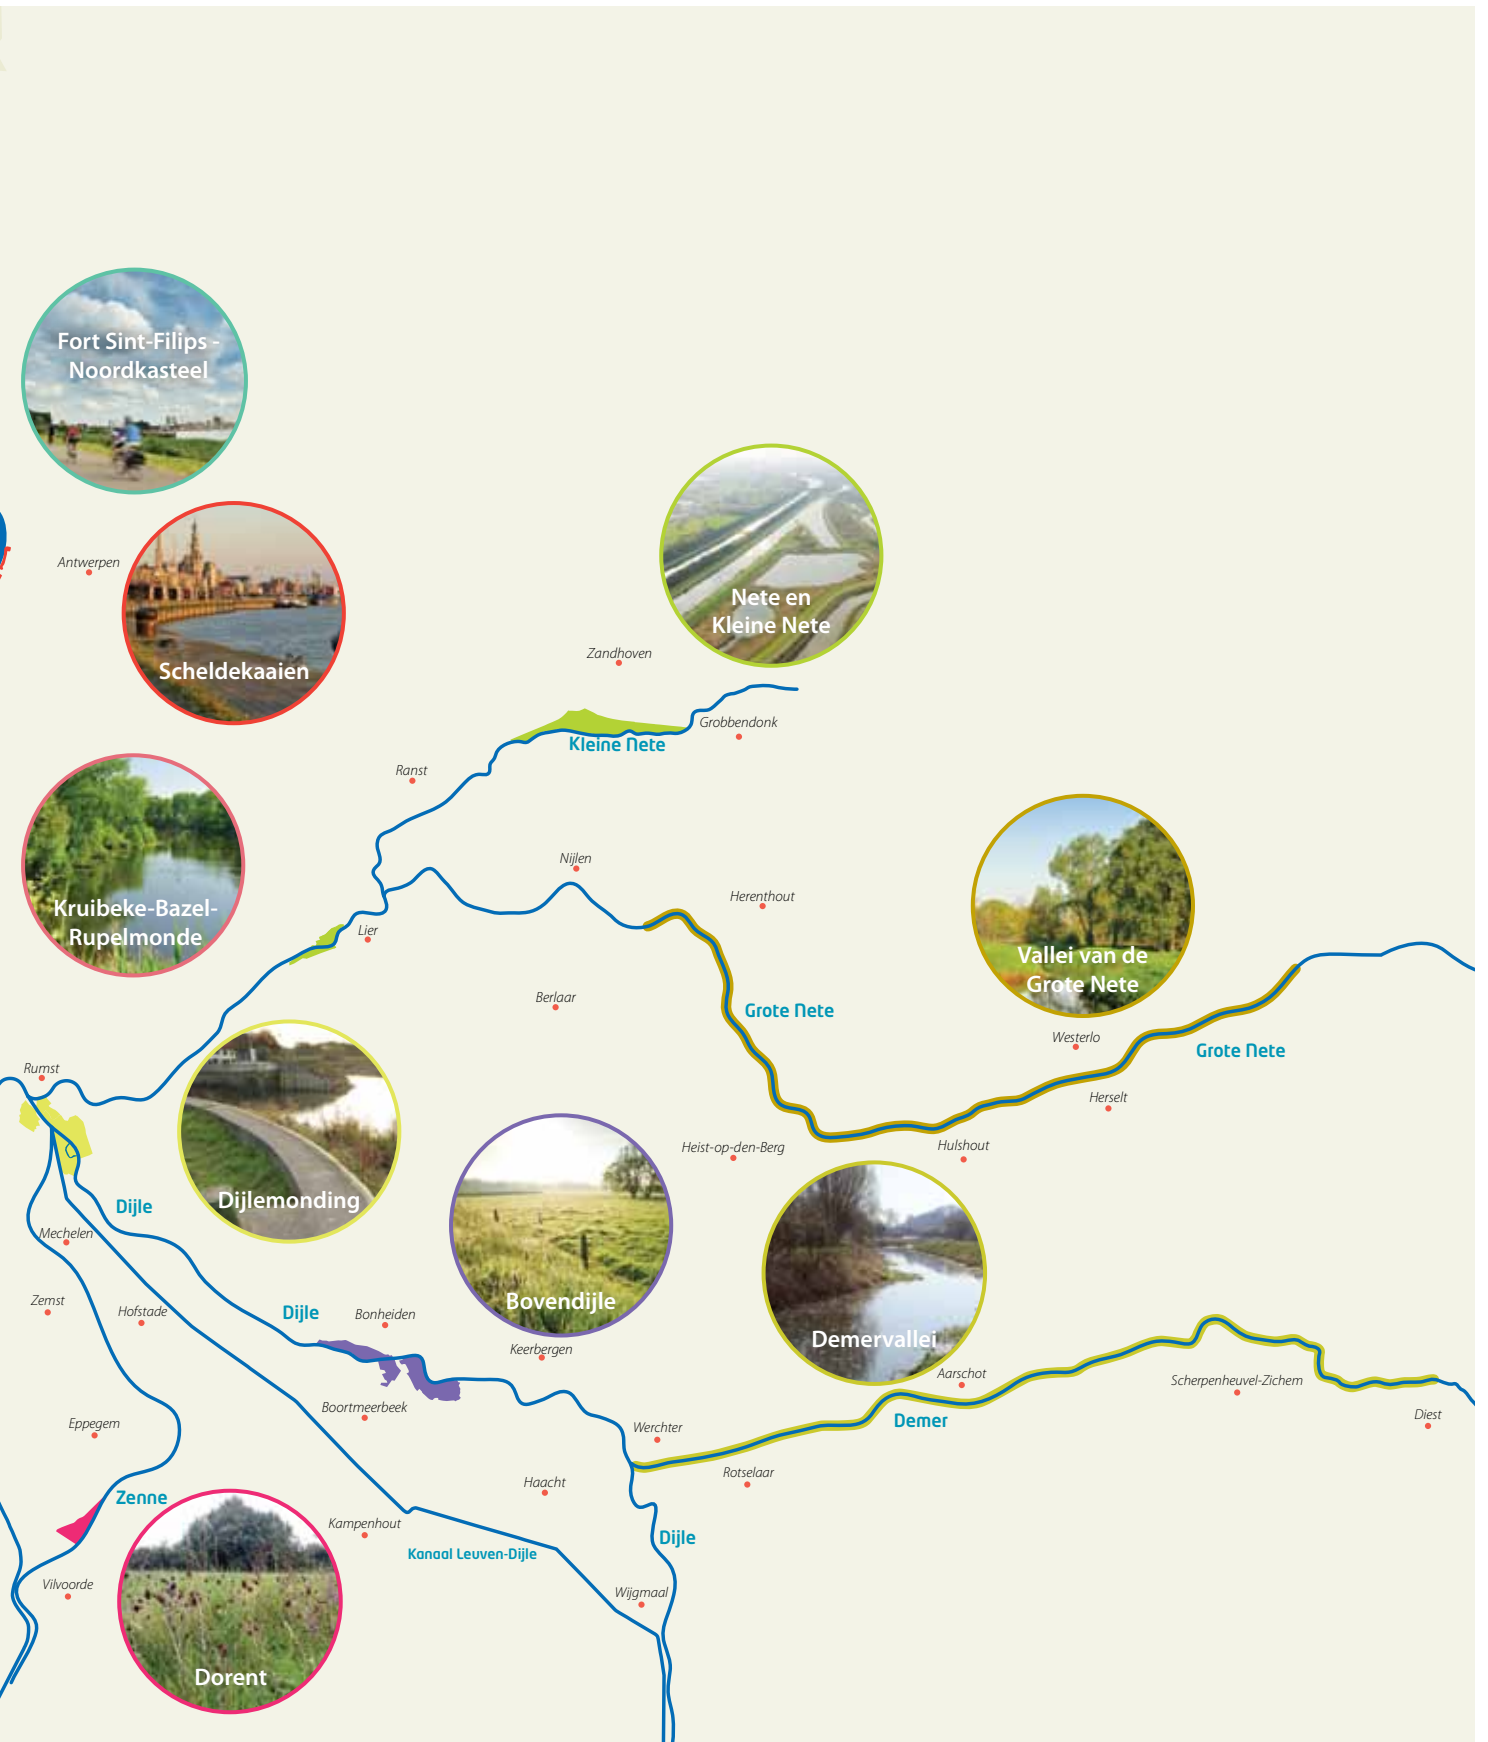 Fort Sint-Filips -
Noordkasteel
Antwerpen
Scheldekaaien
Nete en
Kleine Nete
Zandhoven
Grobbendonk
Kleine Nete
Ranst
Nijlen
Herenthout
Kruibeke-Bazel-
Rupelmonde
Lier
Vallei van de
Grote Nete
Berlaar
Grote Nete
Westerlo
Grote Nete
Rumst
Herselt
Heist-op-den-Berg
Hulshout
Dijlemonding
Dijle
Mechelen
Bovendijle
Zemst
Hofstade
Dijle
Bonheiden
Demervallei
Keerbergen
Aarschot
Scherpenheuvel-Zichem
Boortmeerbeek
Diest
Eppegem
Werchter
Demer
Rotselaar
Haacht
Zenne
Kampenhout
Dijle
Kanaal Leuven-Dijle
Vilvoorde
Wijgmaal
Dorent